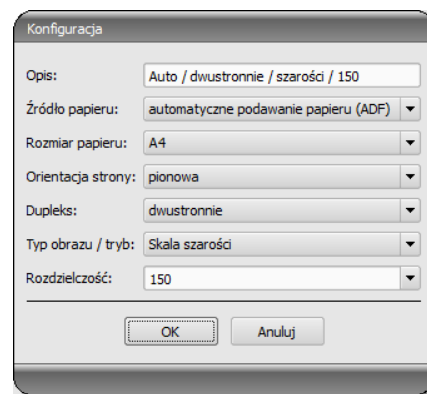 Konfiguracja
Opis: Auto / dwustronnie / szarości / 150
Źródło papieru: automatyczne podawanie papieru (ADF)
Rozmiar papieru: A4
Orientacja strony: pionowa
Dupleks: dwustronnie
Typ obrazu / tryb: Skala szarości
Rozdzielczość: 150
OK Anuluj